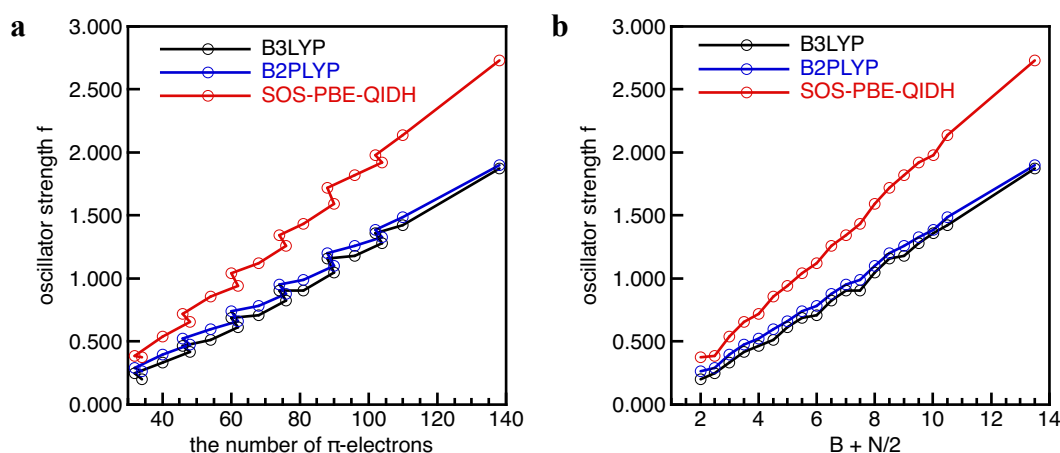 a
3.000
2.500
2.000
1.500
1.000
0.500
0.000
oscillator strength f
B3LYP
B2PLYP
SOS-PBE-QIDH
40 60 80 100 120 140
the number of π-electrons
b
3.000
2.500
2.000
1.500
1.000
0.500
0.000
oscillator strength f
B3LYP
B2PLYP
SOS-PBE-QIDH
2 4 6 8 10 12 14
B + N/2